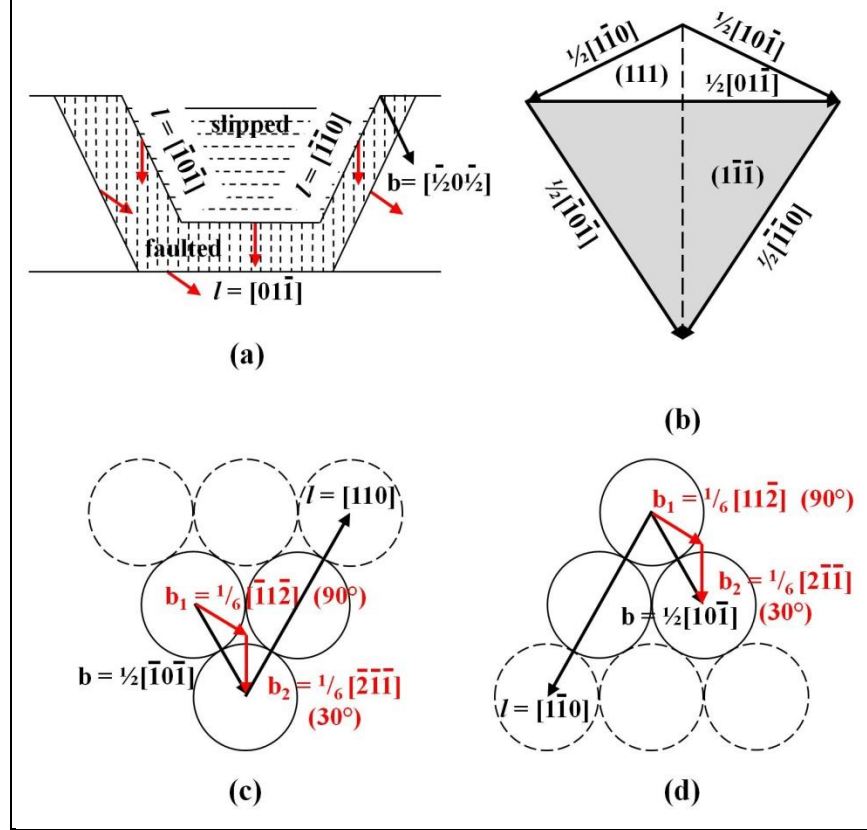 slipped
l = [1̄01̄]
l = [1̄1̄0]
b= [½̄0½̄]
faulted
l = [011̄]
(a)
½[11̄0]
½[101̄]
(111)
½[011̄]
(11̄1̄)
½[1̄01̄]
½[1̄1̄0]
(b)
l = [110]
b₁ = ¹/₆ [1̄12̄] (90°)
b = ½[1̄01̄]
b₂ = ¹/₆ [2̄1̄1̄]
(30°)
(c)
b₁ = ¹/₆ [112̄] (90°)
b₂ = ¹/₆ [21̄1̄]
b = ½[101̄]
(30°)
l = [11̄0]
(d)